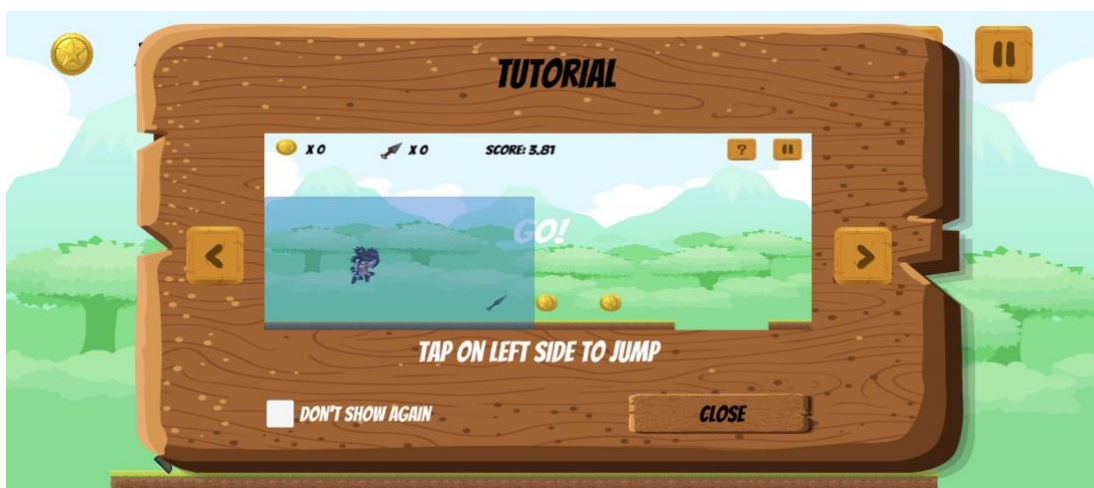 TUTORIAL
X 0 X 0 SCORE: 3.81 ?
GO!
< >
TAP ON LEFT SIDE TO JUMP
DON'T SHOW AGAIN CLOSE